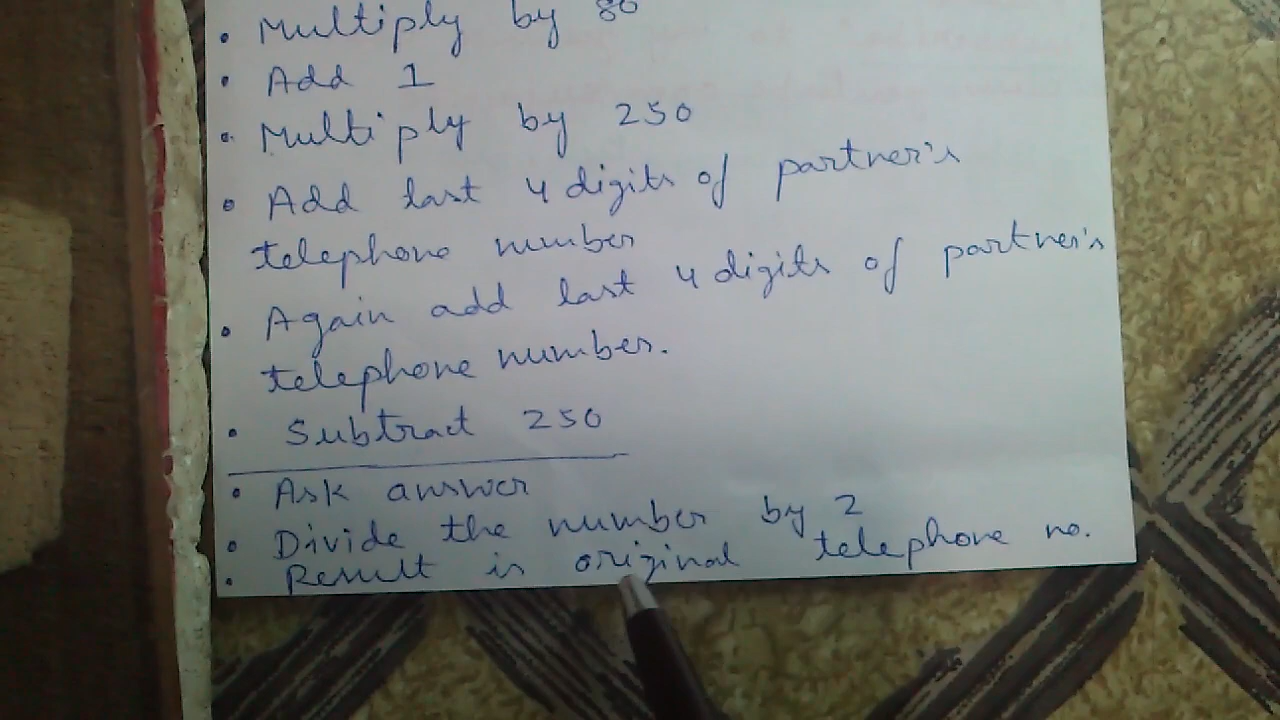 • Multiply by 80
• Add 1
• Multiply by 250
• Add last 4 digits of partner's
telephone number
• Again add last 4 digits of partner's
telephone number.
• Subtract 250
• Ask answer
• Divide the number by 2
• Result is original telephone no.